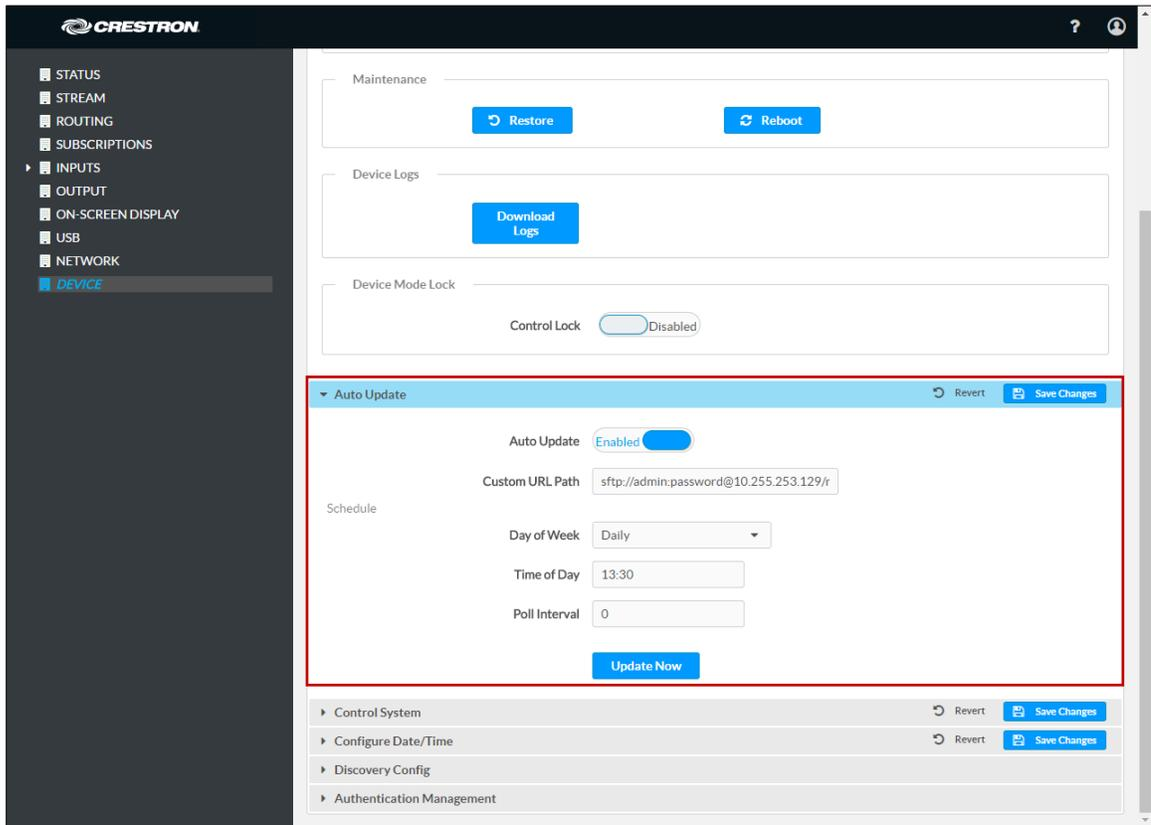 CRESTRON
?
STATUS
STREAM
ROUTING
SUBSCRIPTIONS
INPUTS
OUTPUT
ON-SCREEN DISPLAY
USB
NETWORK
DEVICE
Maintenance
Restore
Reboot
Device Logs
Download
Logs
Device Mode Lock
Control Lock Disabled
Auto Update Revert Save Changes
Auto Update Enabled
Custom URL Path sftp://admin:password@10.255.253.129/r
Schedule
Day of Week Daily
Time of Day 13:30
Poll Interval 0
Update Now
Control System Revert Save Changes
Configure Date/Time Revert Save Changes
Discovery Config
Authentication Management